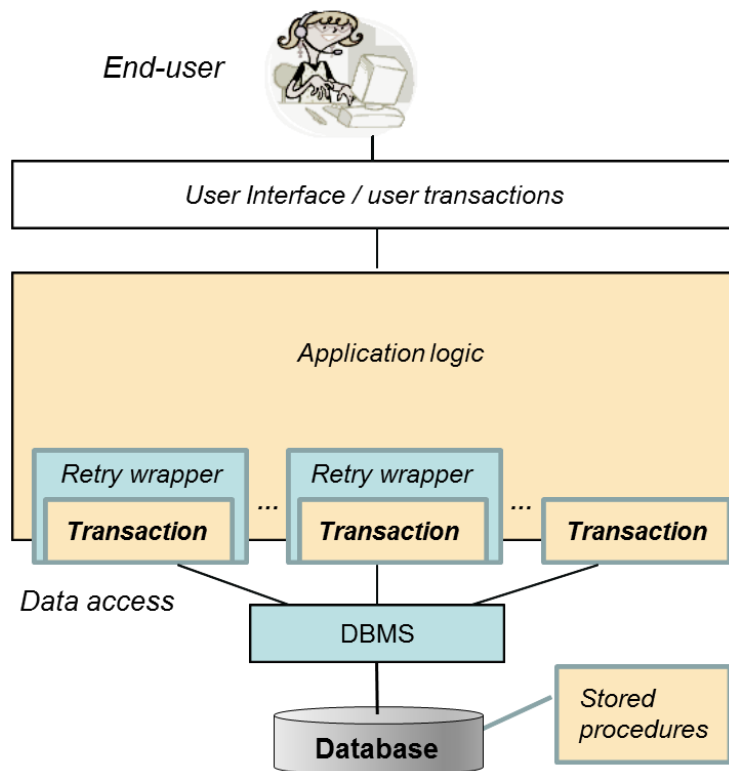 End-user
User Interface / user transactions
Application logic
Retry wrapper
Retry wrapper
Transaction
...
Transaction
...
Transaction
Data access
DBMS
Stored
procedures
Database